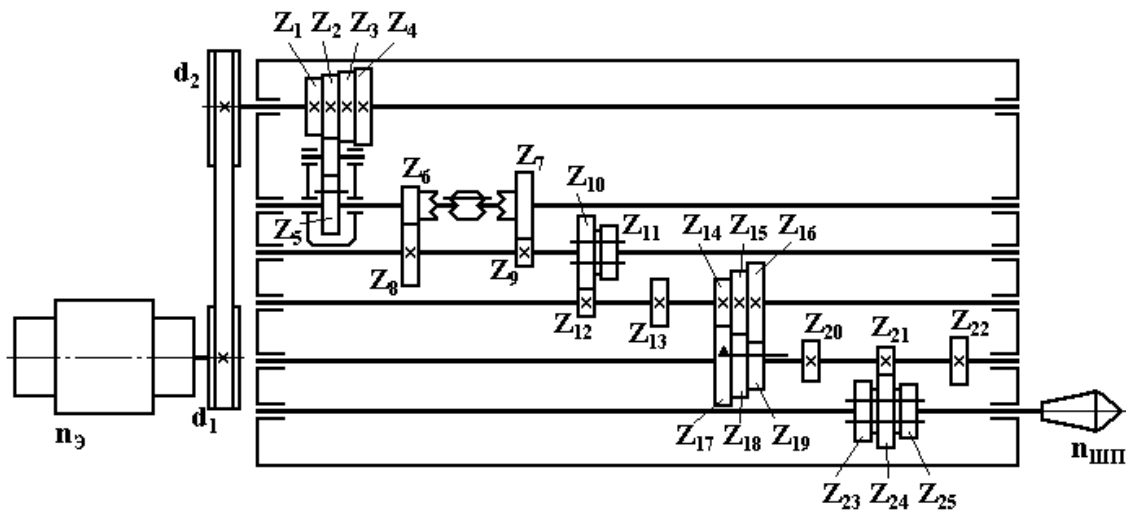 Z1 Z2 Z3 Z4
d2
Z6 Z7 Z10
Z5 Z11 Z14 Z15 Z16
Z8 Z9
Z12 Z13 Z20 Z21 Z22
d1
nЭ Z17 Z18 Z19 nШП
Z23 Z24 Z25